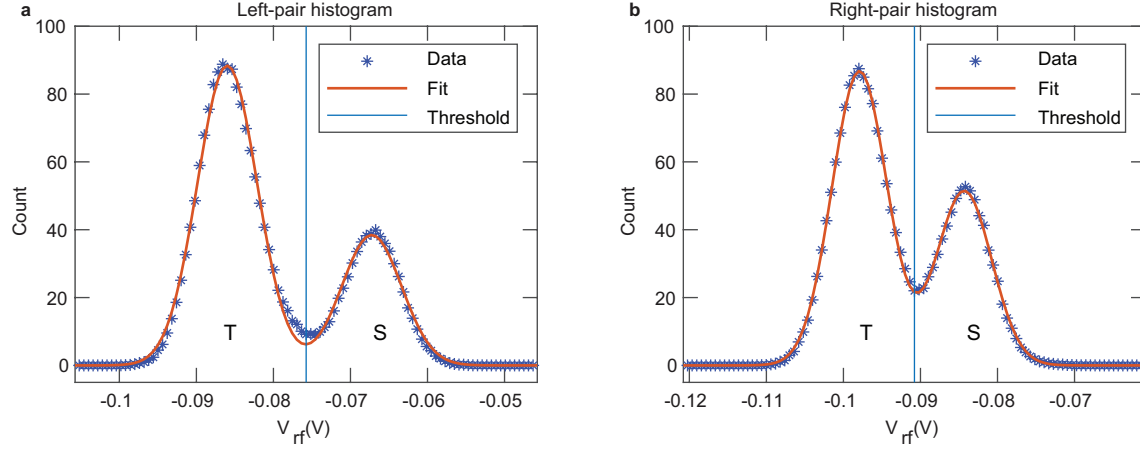 a
Left-pair histogram
100
80
60
40
20
0
Count
Data
Fit
Threshold
T
S
-0.1
-0.09
-0.08
-0.07
-0.06
-0.05
V rf(V)
b
Right-pair histogram
100
80
60
40
20
0
Count
Data
Fit
Threshold
T
S
-0.12
-0.11
-0.1
-0.09
-0.08
-0.07
V rf(V)